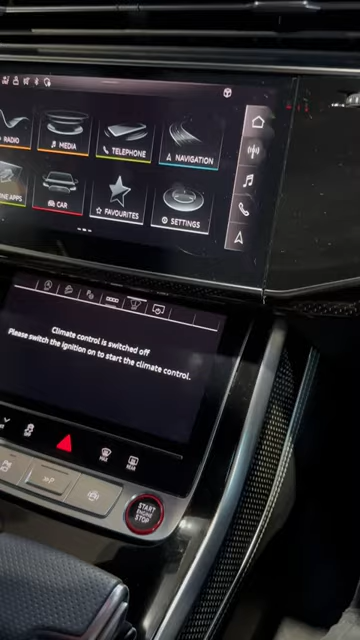 RADIO
MEDIA
TELEPHONE
NAVIGATION
NE APPS
CAR
FAVOURITES
SETTINGS
Climate control is switched off
Please switch the ignition on to start the climate control.
MAX
REAR
START
ENGINE
STOP